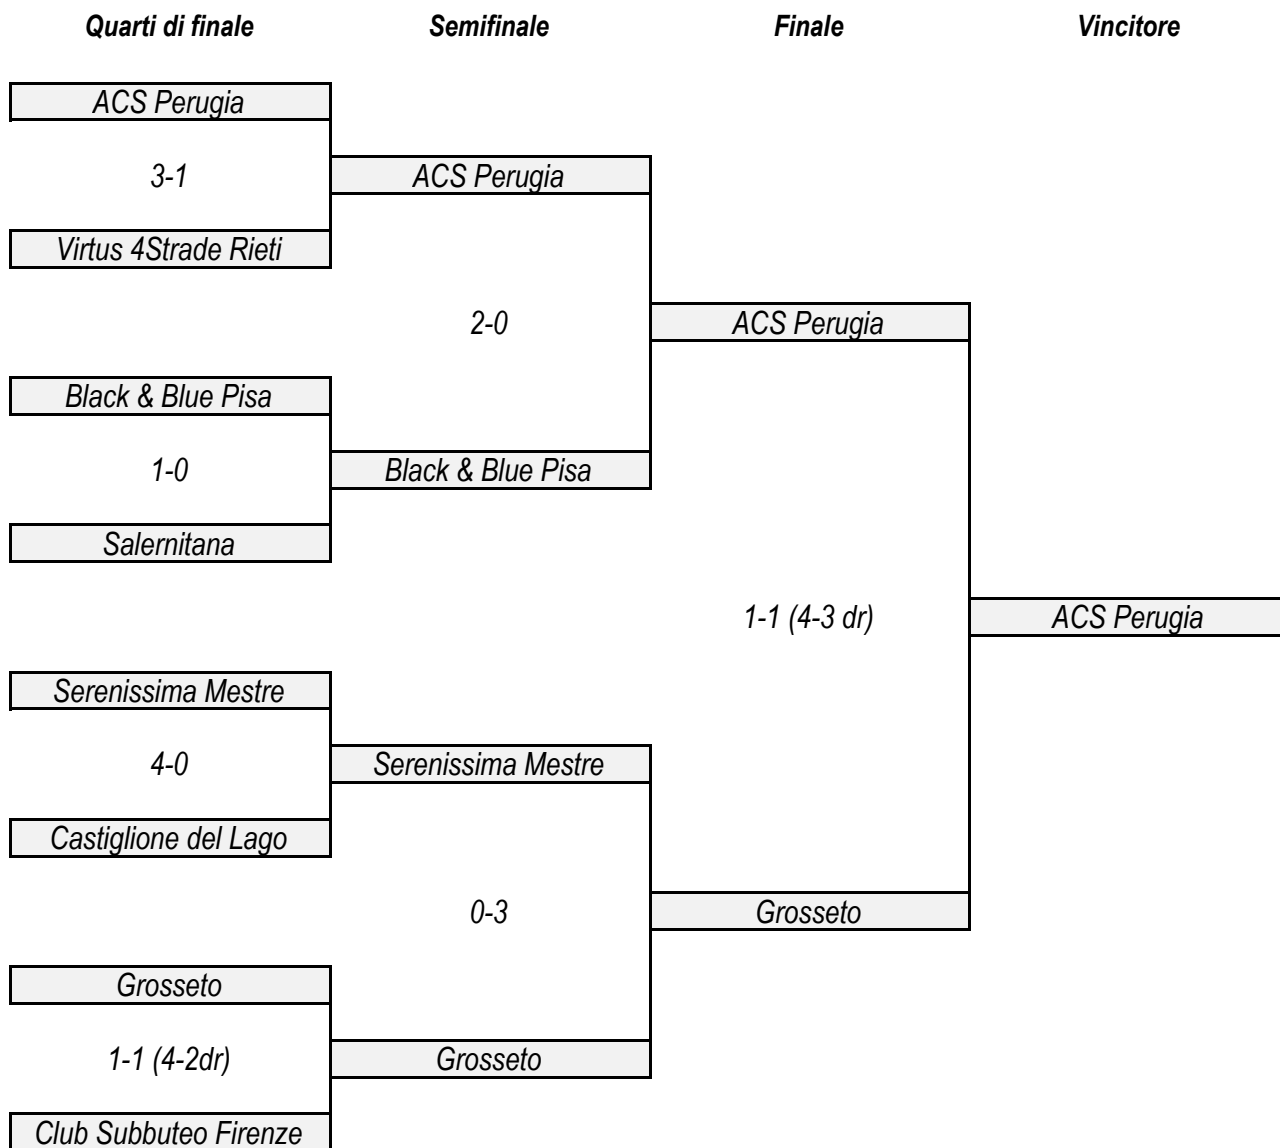 Quarti di finale Semifinale Finale Vincitore
ACS Perugia
3-1 ACS Perugia
Virtus 4Strade Rieti
2-0 ACS Perugia
Black & Blue Pisa
1-0 Black & Blue Pisa
Salernitana
1-1 (4-3 dr) ACS Perugia
Serenissima Mestre
4-0 Serenissima Mestre
Castiglione del Lago
0-3 Grosseto
Grosseto
1-1 (4-2dr) Grosseto
Club Subbuteo Firenze